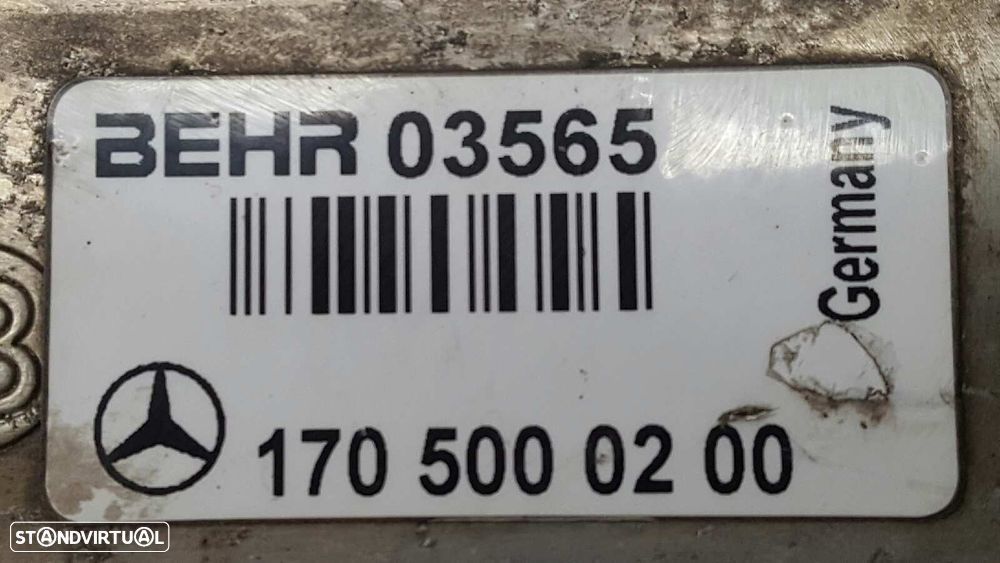 BEHR 03565
Germany
170 500 02 00
STANDVIRTUAL